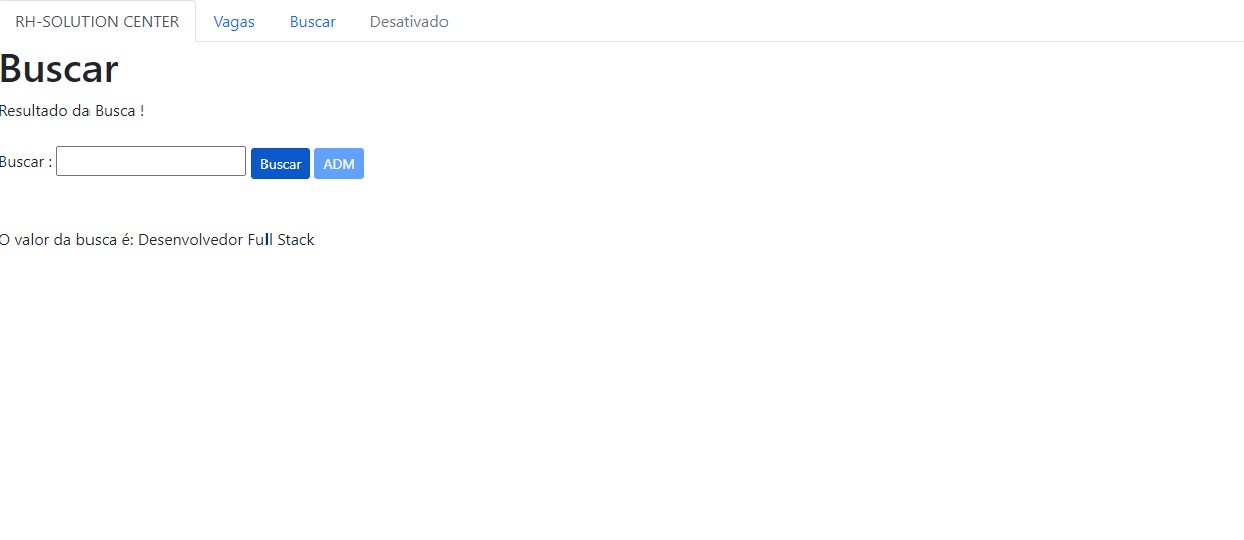 RH-SOLUTION CENTER Vagas Buscar Desativado
Buscar
Resultado da Busca !
Buscar : Buscar ADM
O valor da busca é: Desenvolvedor Full Stack